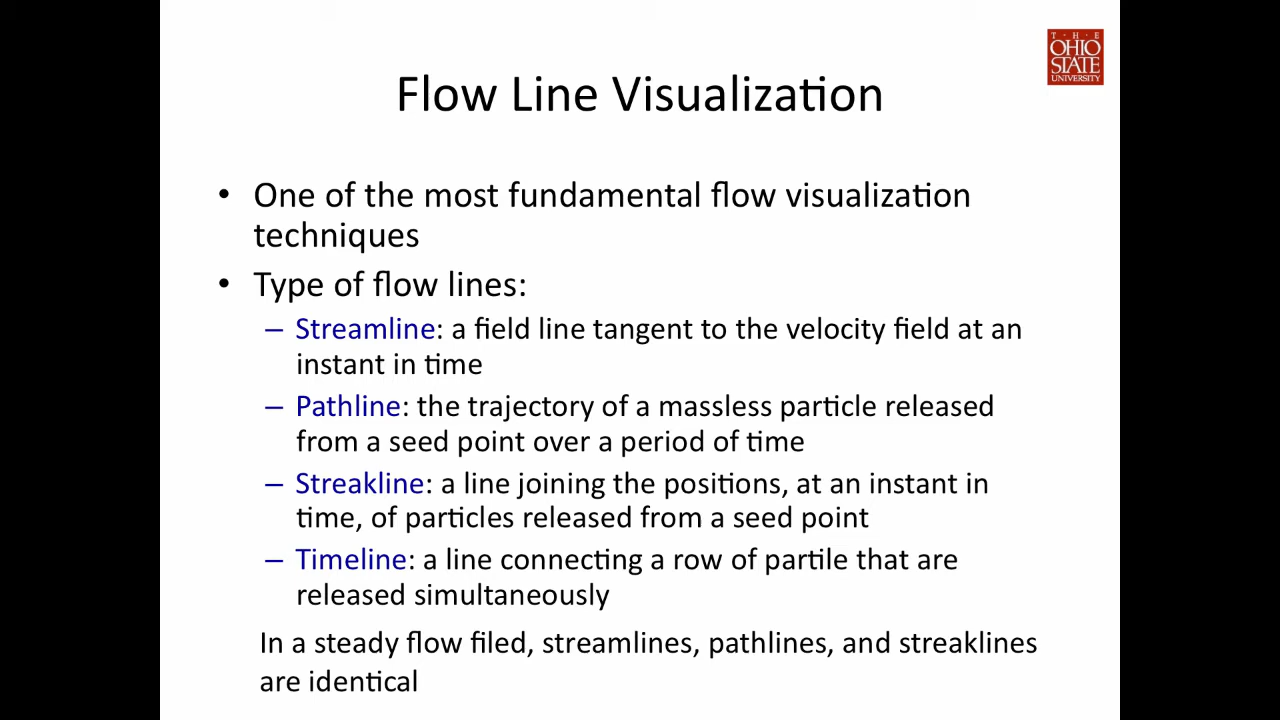 T · H · E
OHIO
STATE
UNIVERSITY
Flow Line Visualization
• One of the most fundamental flow visualization
techniques
• Type of flow lines:
– Streamline: a field line tangent to the velocity field at an
instant in time
– Pathline: the trajectory of a massless particle released
from a seed point over a period of time
– Streakline: a line joining the positions, at an instant in
time, of particles released from a seed point
– Timeline: a line connecting a row of partile that are
released simultaneously
In a steady flow filed, streamlines, pathlines, and streaklines
are identical